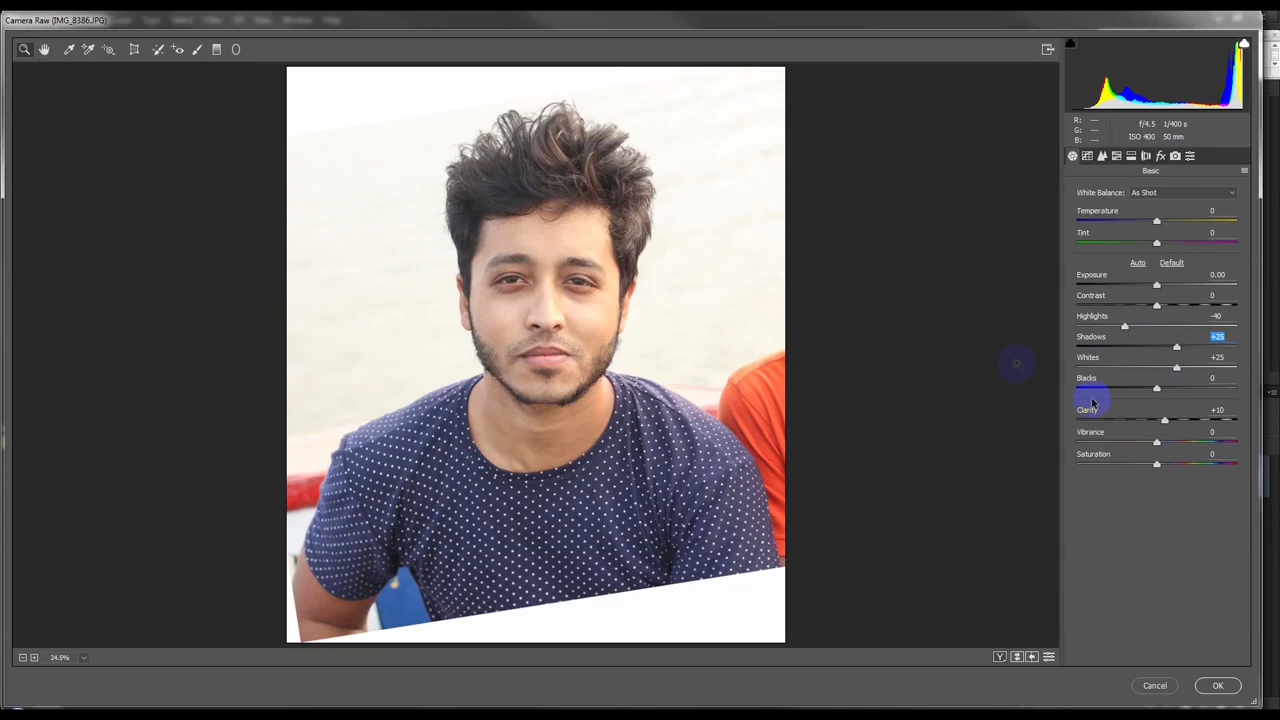 Camera Raw (IMG_8386.JPG)
R: ---
G: ---
B: ---
f/4.5 1/400 s
ISO 400 50 mm
fx
Basic
White Balance: As Shot
Temperature 0
Tint 0
Auto Default
Exposure 0.00
Contrast 0
Highlights -40
Shadows +25
Whites +25
Blacks 0
Clarity +10
Vibrance 0
Saturation 0
24.5%
Y
Cancel OK